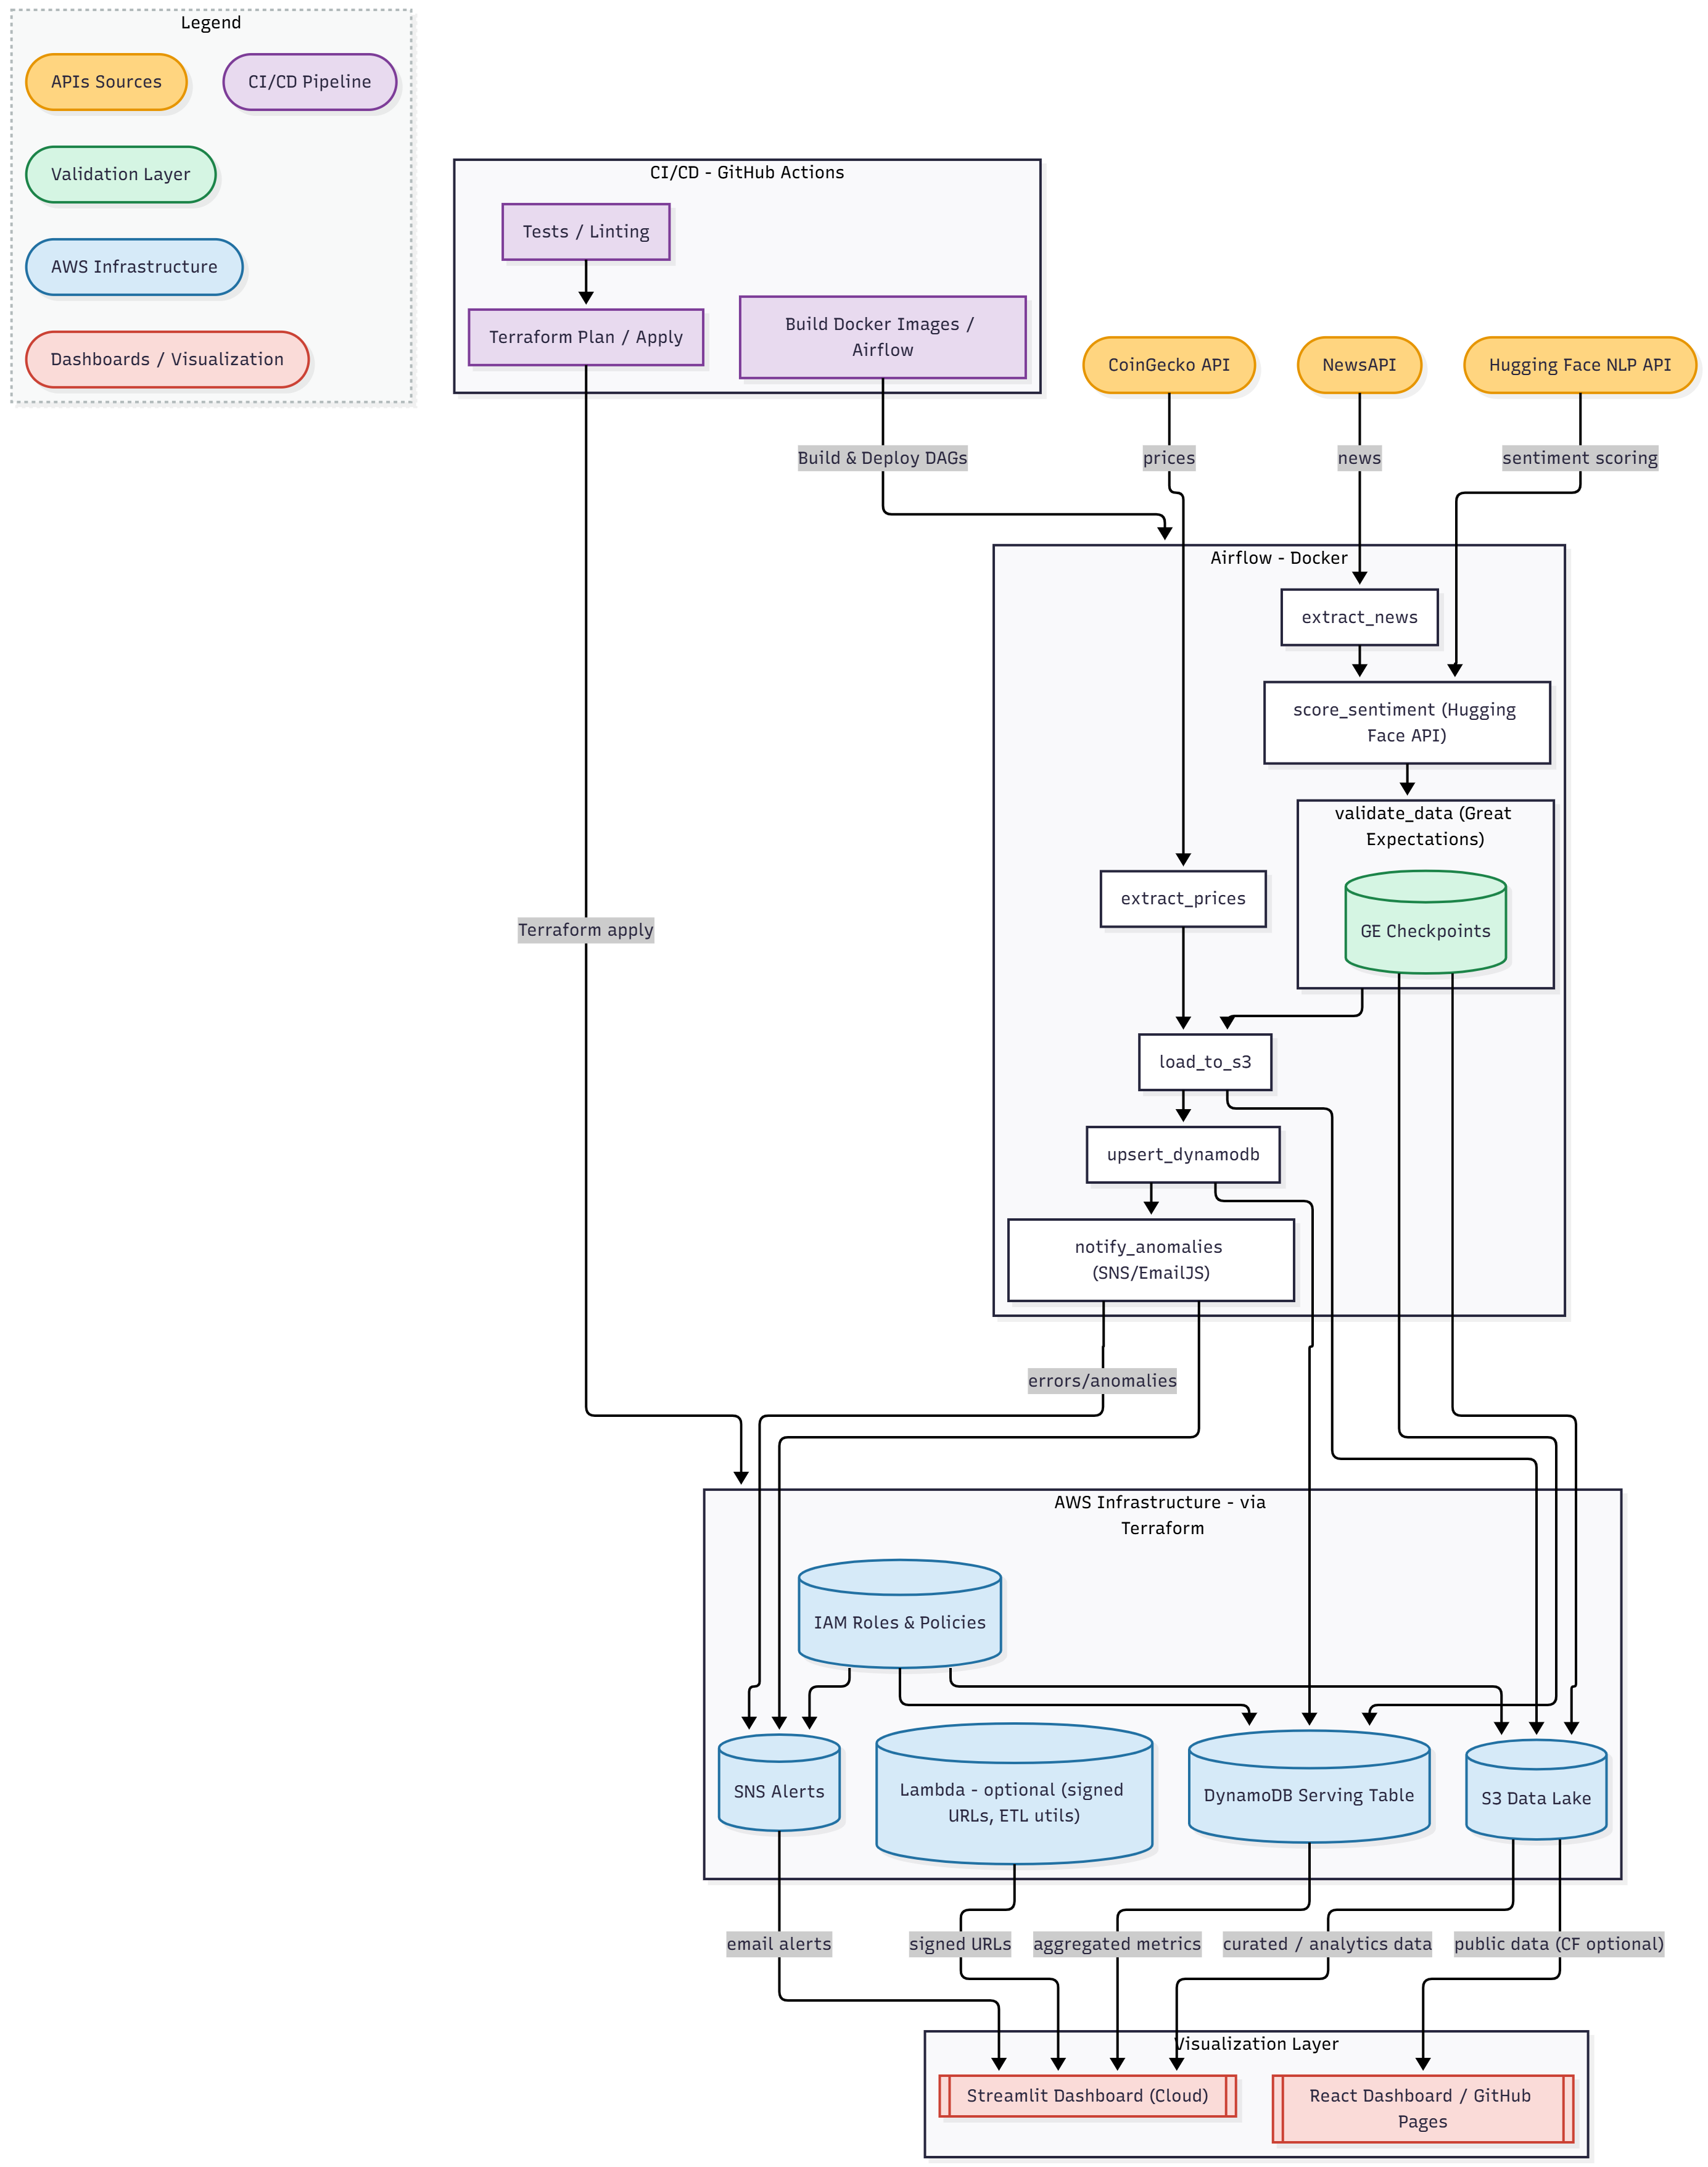 Legend
APIs Sources
CI/CD Pipeline
Validation Layer
AWS Infrastructure
Dashboards / Visualization
CI/CD - GitHub Actions
Tests / Linting
Terraform Plan / Apply
Build Docker Images /
Airflow
CoinGecko API
NewsAPI
Hugging Face NLP API
Build & Deploy DAGs
prices
news
sentiment scoring
Airflow - Docker
extract_news
score_sentiment (Hugging
Face API)
validate_data (Great
Expectations)
extract_prices
GE Checkpoints
Terraform apply
load_to_s3
upsert_dynamodb
notify_anomalies
(SNS/EmailJS)
errors/anomalies
AWS Infrastructure - via
Terraform
IAM Roles & Policies
SNS Alerts
Lambda - optional (signed
URLs, ETL utils)
DynamoDB Serving Table
S3 Data Lake
email alerts
signed URLs
aggregated metrics
curated / analytics data
public data (CF optional)
Visualization Layer
Streamlit Dashboard (Cloud)
React Dashboard / GitHub
Pages